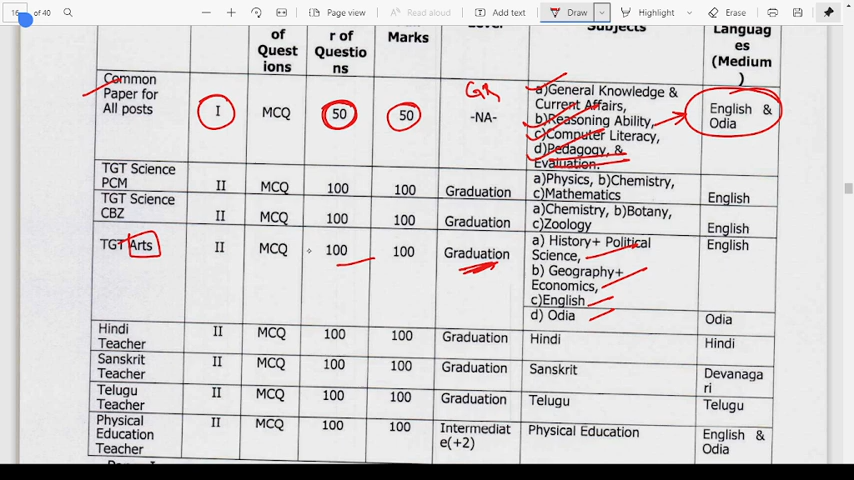 16 of 40
Page view
Read aloud
Add text
Draw
Highlight
Erase
of Quest ions
r of Questio ns
Marks
Subjects
Languag es (Medium )
Common Paper for All posts
I
MCQ
50
50
GR
-NA-
a)General Knowledge & Current Affairs,
b)Reasoning Ability,
c)Computer Literacy,
d)Pedagogy, & Evaluation.
English & Odia
TGT Science PCM
II
MCQ
100
100
Graduation
a)Physics, b)Chemistry, c)Mathematics
English
TGT Science CBZ
II
MCQ
100
100
Graduation
a)Chemistry, b)Botany, c)Zoology
English
TGT Arts
II
MCQ
100
100
Graduation
a) History+ Political Science,
b) Geography+ Economics,
c)English
English
d) Odia
Odia
Hindi Teacher
II
MCQ
100
100
Graduation
Hindi
Hindi
Sanskrit Teacher
II
MCQ
100
100
Graduation
Sanskrit
Devanaga ri
Telugu Teacher
II
MCQ
100
100
Graduation
Telugu
Telugu
Physical Education Teacher
II
MCQ
100
100
Intermediat e(+2)
Physical Education
English & Odia